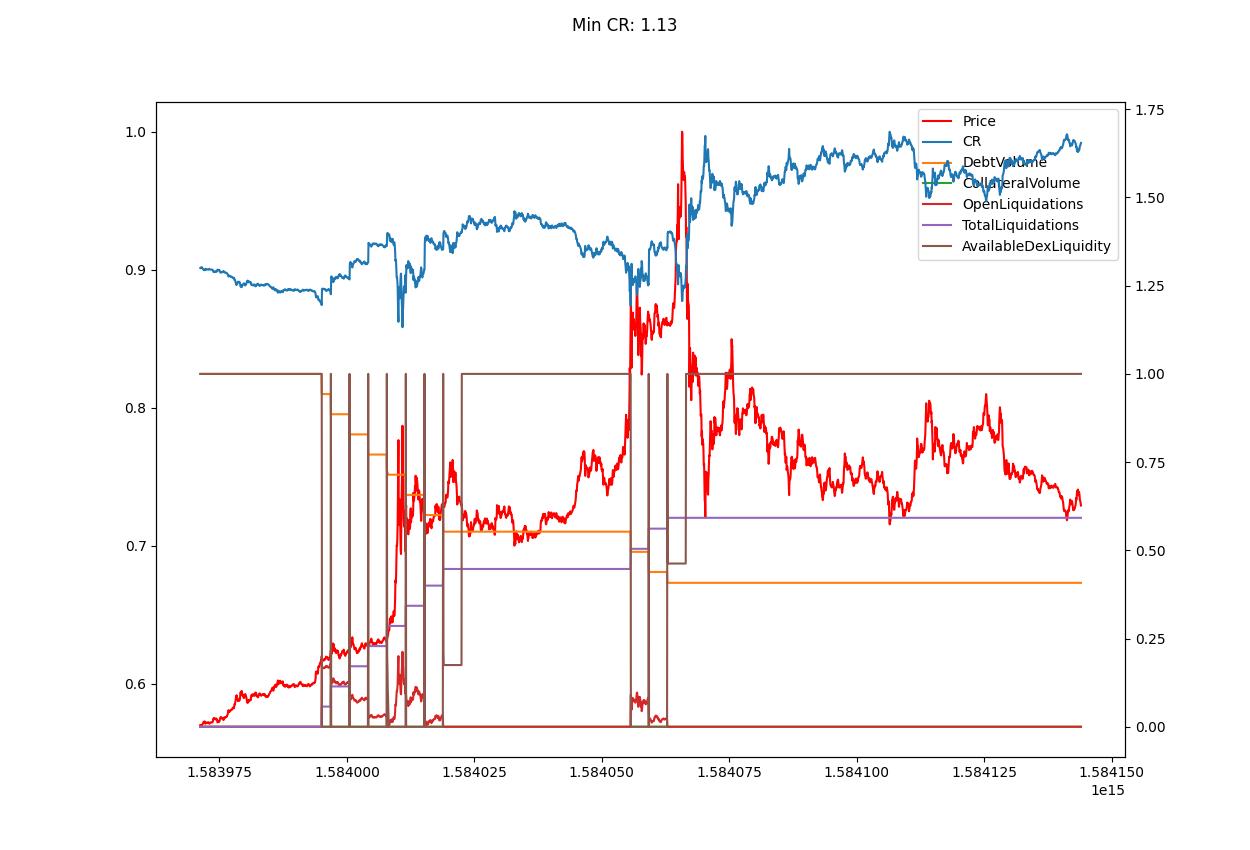 Min CR: 1.13
1.0
0.9
0.8
0.7
0.6
1.75
1.50
1.25
1.00
0.75
0.50
0.25
0.00
Price
CR
DebtVolume
CollateralVolume
OpenLiquidations
TotalLiquidations
AvailableDexLiquidity
1.583975 1.584000 1.584025 1.584050 1.584075 1.584100 1.584125 1.584150
1e15